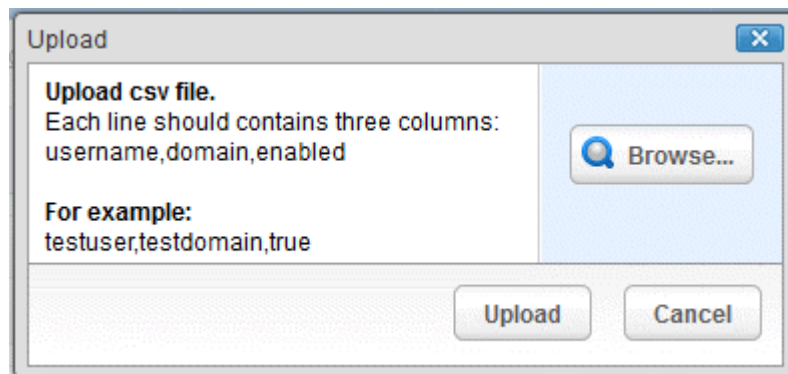 Upload
Upload csv file.
Each line should contains three columns:
username,domain,enabled
Browse...
For example:
testuser,testdomain,true
Upload
Cancel